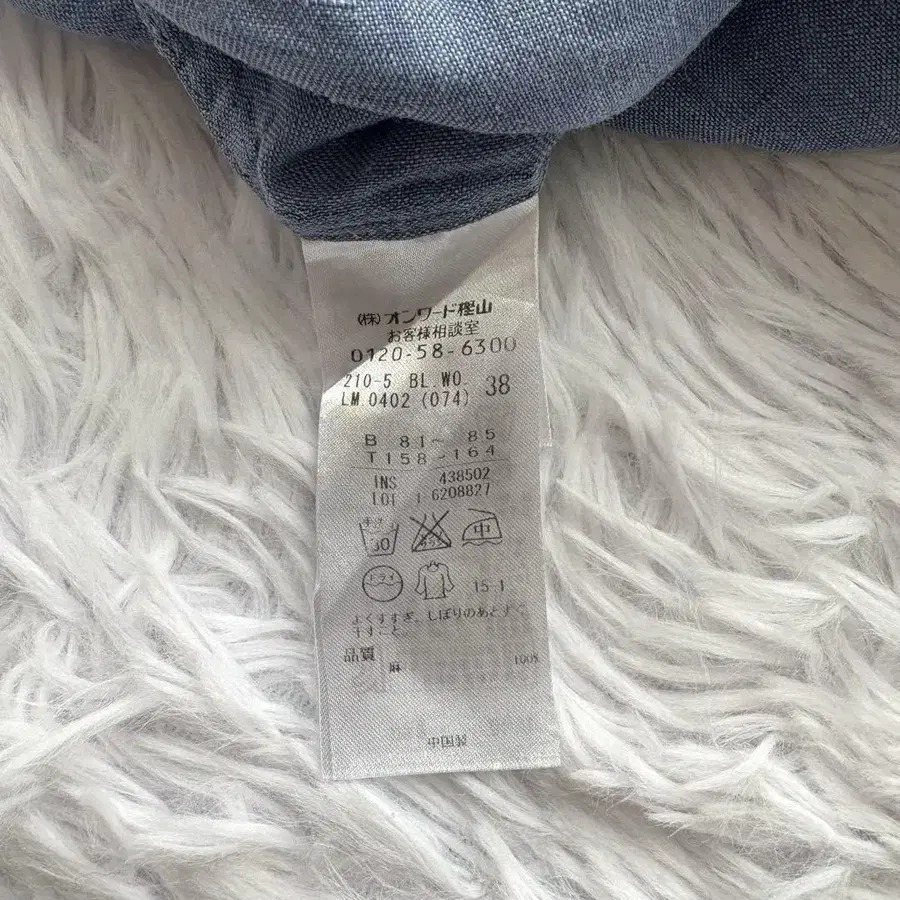 (株)オンワード樫山
お客様相談室
0120-58-6300
210-5 BL.WO. 38
LM 0402 (074)
B 81～ 85
T158-164
INS 438502
LOT 1 6208827
30 中
ドライ 15-1
よくすすぎ、しぼりのあとすぐ
干すこと。
品質
100%